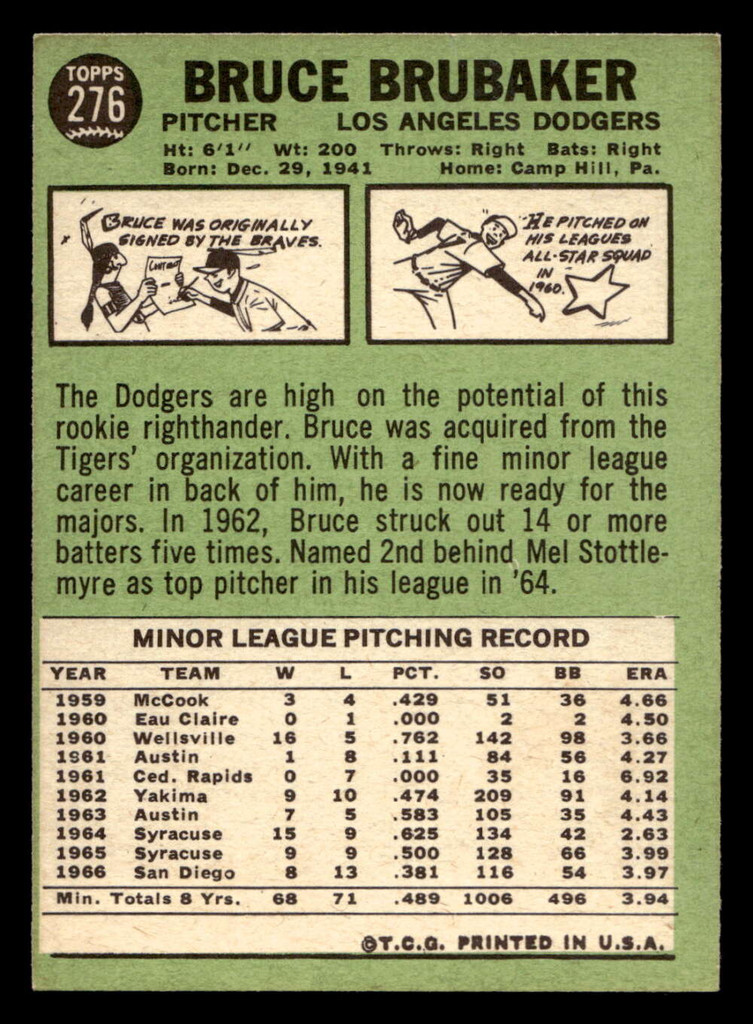 TOPPS
276
BRUCE BRUBAKER
PITCHER LOS ANGELES DODGERS
Ht: 6'1" Wt: 200 Throws: Right Bats: Right
Born: Dec. 29, 1941 Home: Camp Hill, Pa.
BRUCE WAS ORIGINALLY
SIGNED BY THE BRAVES.
CONTRACT
HE PITCHED ON
HIS LEAGUES
ALL-STAR SQUAD
IN
1960.
The Dodgers are high on the potential of this
rookie righthander. Bruce was acquired from the
Tigers' organization. With a fine minor league
career in back of him, he is now ready for the
majors. In 1962, Bruce struck out 14 or more
batters five times. Named 2nd behind Mel Stottle-
myre as top pitcher in his league in '64.
MINOR LEAGUE PITCHING RECORD
YEAR TEAM W L PCT. SO BB ERA
1959 McCook 3 4 .429 51 36 4.66
1960 Eau Claire 0 1 .000 2 2 4.50
1960 Wellsville 16 5 .762 142 98 3.66
1961 Austin 1 8 .111 84 56 4.27
1961 Ced. Rapids 0 7 .000 35 16 6.92
1962 Yakima 9 10 .474 209 91 4.14
1963 Austin 7 5 .583 105 35 4.43
1964 Syracuse 15 9 .625 134 42 2.63
1965 Syracuse 9 9 .500 128 66 3.99
1966 San Diego 8 13 .381 116 54 3.97
Min. Totals 8 Yrs. 68 71 .489 1006 496 3.94
©T.C.G. PRINTED IN U.S.A.